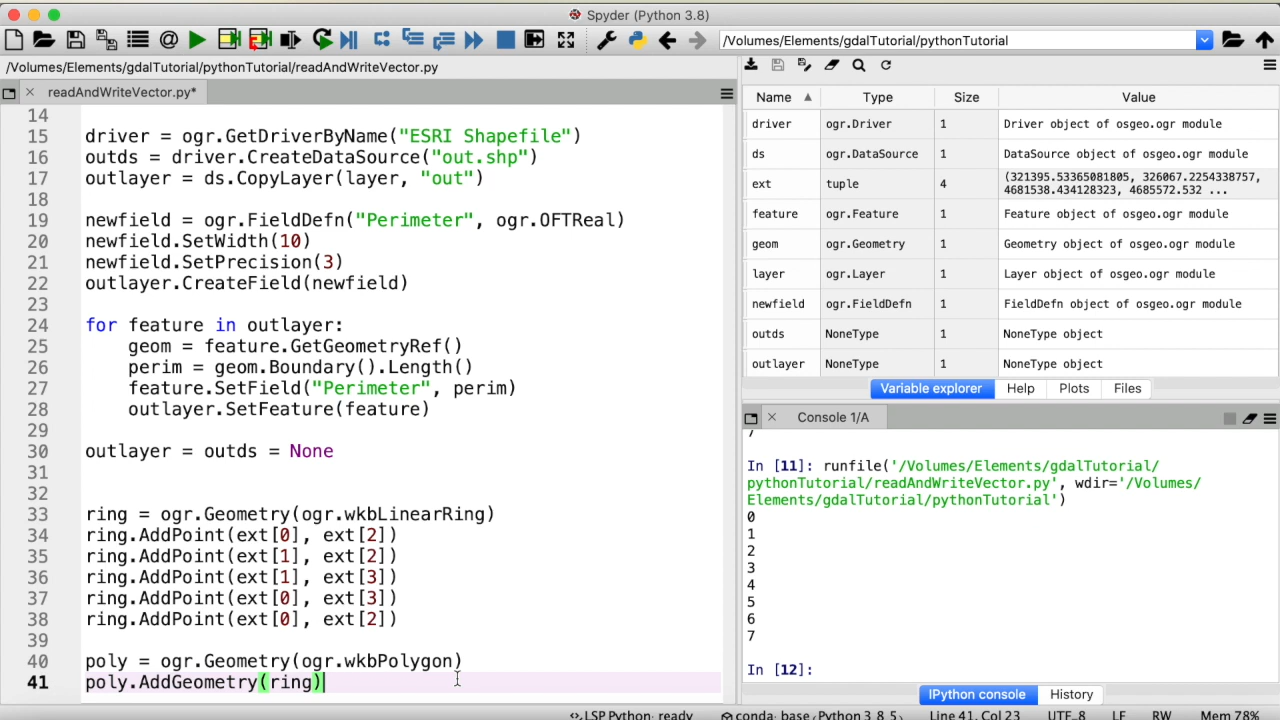 Spyder (Python 3.8)
/Volumes/Elements/gdalTutorial/pythonTutorial
/Volumes/Elements/gdalTutorial/pythonTutorial/readAndWriteVector.py
readAndWriteVector.py*
14
15 driver = ogr.GetDriverByName("ESRI Shapefile")
16 outds = driver.CreateDataSource("out.shp")
17 outlayer = ds.CopyLayer(layer, "out")
18
19 newfield = ogr.FieldDefn("Perimeter", ogr.OFTReal)
20 newfield.SetWidth(10)
21 newfield.SetPrecision(3)
22 outlayer.CreateField(newfield)
23
24 for feature in outlayer:
25 geom = feature.GetGeometryRef()
26 perim = geom.Boundary().Length()
27 feature.SetField("Perimeter", perim)
28 outlayer.SetFeature(feature)
29
30 outlayer = outds = None
31
32
33 ring = ogr.Geometry(ogr.wkbLinearRing)
34 ring.AddPoint(ext[0], ext[2])
35 ring.AddPoint(ext[1], ext[2])
36 ring.AddPoint(ext[1], ext[3])
37 ring.AddPoint(ext[0], ext[3])
38 ring.AddPoint(ext[0], ext[2])
39
40 poly = ogr.Geometry(ogr.wkbPolygon)
41 poly.AddGeometry(ring)
Name Type Size Value
driver ogr.Driver 1 Driver object of osgeo.ogr module
ds ogr.DataSource 1 DataSource object of osgeo.ogr module
ext tuple 4 (321395.53365081805, 326067.2254338757,
4681538.434128323, 4685572.532 ...
feature ogr.Feature 1 Feature object of osgeo.ogr module
geom ogr.Geometry 1 Geometry object of osgeo.ogr module
layer ogr.Layer 1 Layer object of osgeo.ogr module
newfield ogr.FieldDefn 1 FieldDefn object of osgeo.ogr module
outds NoneType 1 NoneType object
outlayer NoneType 1 NoneType object
Variable explorer Help Plots Files
Console 1/A
7
In [11]: runfile('/Volumes/Elements/gdalTutorial/
pythonTutorial/readAndWriteVector.py', wdir='/Volumes/
Elements/gdalTutorial/pythonTutorial')
0
1
2
3
4
5
6
7
In [12]:
IPython console History
LSP Python: ready conda: base (Python 3.8.5) Line 41, Col 23 UTF-8 LF RW Mem 78%